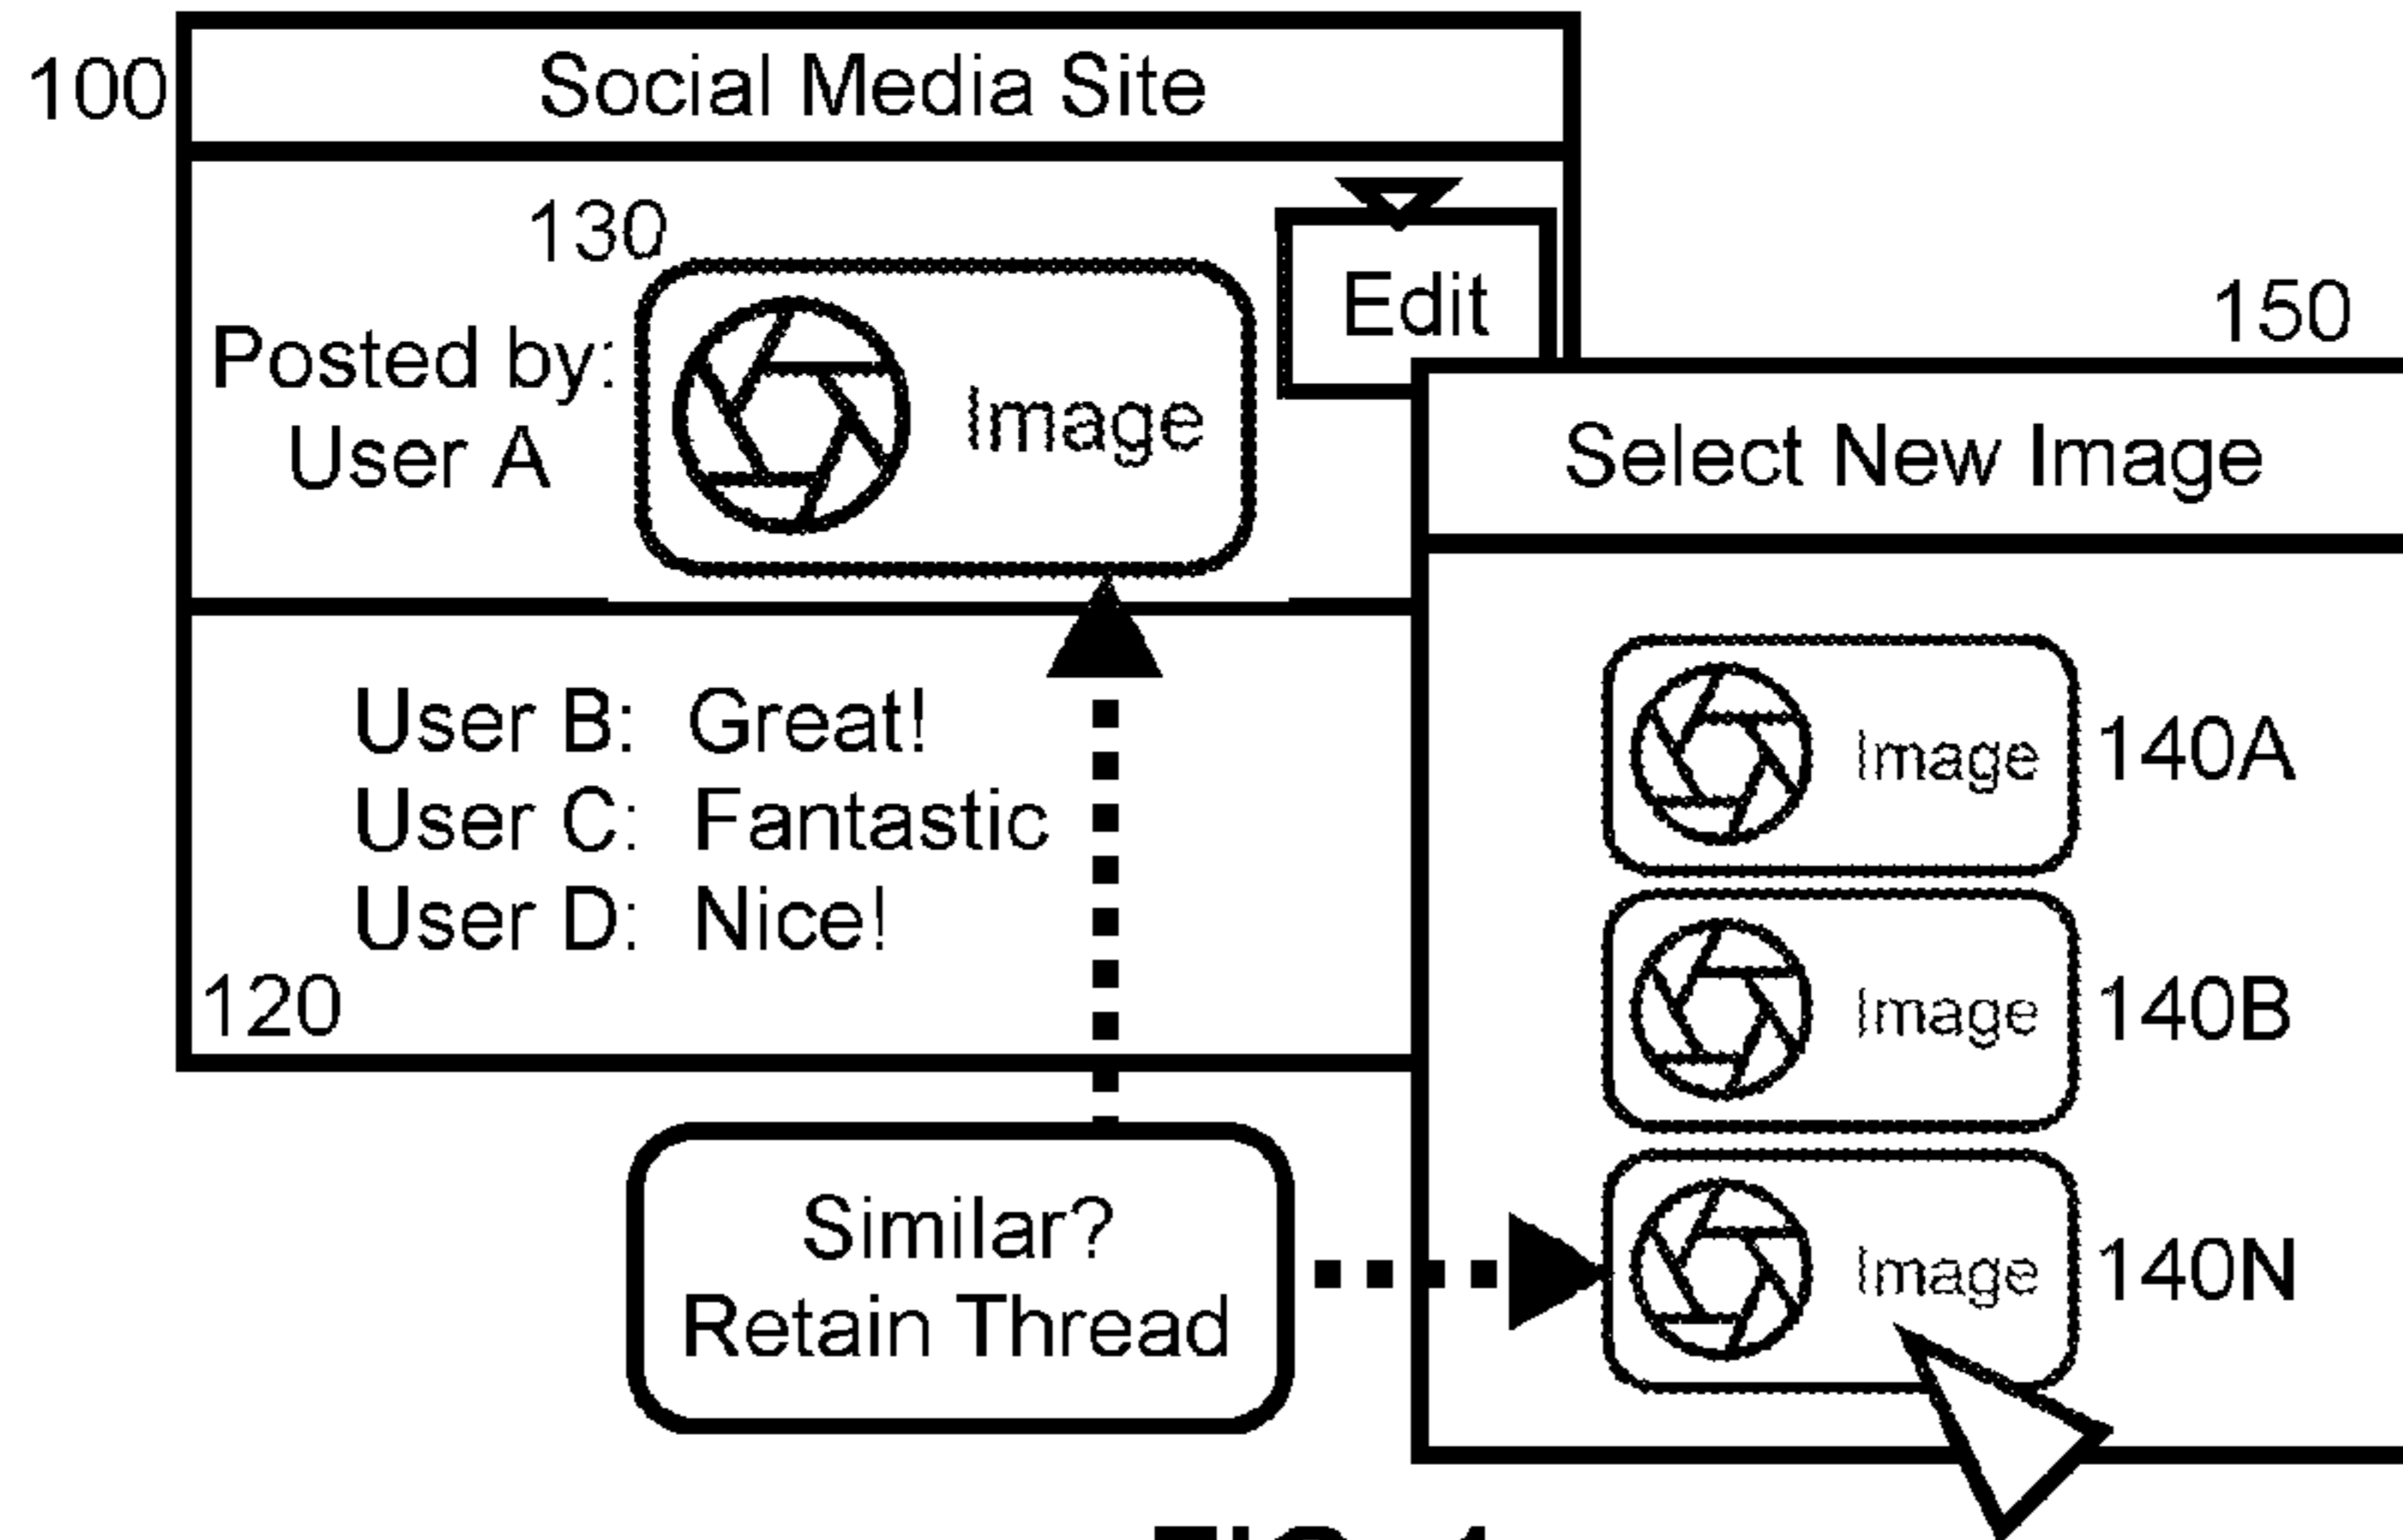 100
Social Media Site
130
Edit
Posted by:
User A
Image
150
Select New Image
User B: Great!
User C: Fantastic
User D: Nice!
120
Image 140A
Image 140B
Image 140N
Similar?
Retain Thread